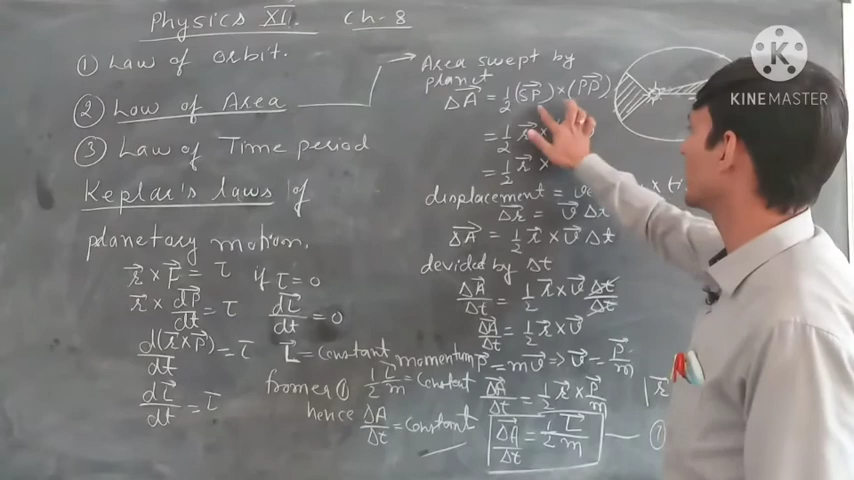 Physics XI. Ch-8
① Law of orbit.
② Law of Area
③ Law of Time period
Keplar's laws of
planetary motion.
r⃗ × F⃗ = τ
r⃗ × dP⃗/dt = τ
d(r⃗×P⃗)/dt = τ
dL⃗/dt = τ
if τ=0
dL⃗/dt = 0
L⃗ = constant
from ①
1/2 L⃗/m = constant
hence ΔA/Δt = constant
→ Area swept by
planet
ΔA⃗ = 1/2 (SP⃗) × (PP⃗)
= 1/2 r⃗ ×
= 1/2 r⃗ ×
displacement =
Δr⃗ = v⃗ Δt
ΔA⃗ = 1/2 r⃗ × v⃗ Δt
devided by Δt
ΔA⃗/Δt = 1/2 r⃗ × v⃗ Δt/Δt
ΔA⃗/Δt = 1/2 r⃗ × v⃗
momentum P⃗ = mv⃗ ⇒ v⃗ = P⃗/m
ΔA⃗/Δt = 1/2 r⃗ × P⃗/m
ΔA⃗/Δt = 1/2 L⃗/m — ①
KINEMASTER